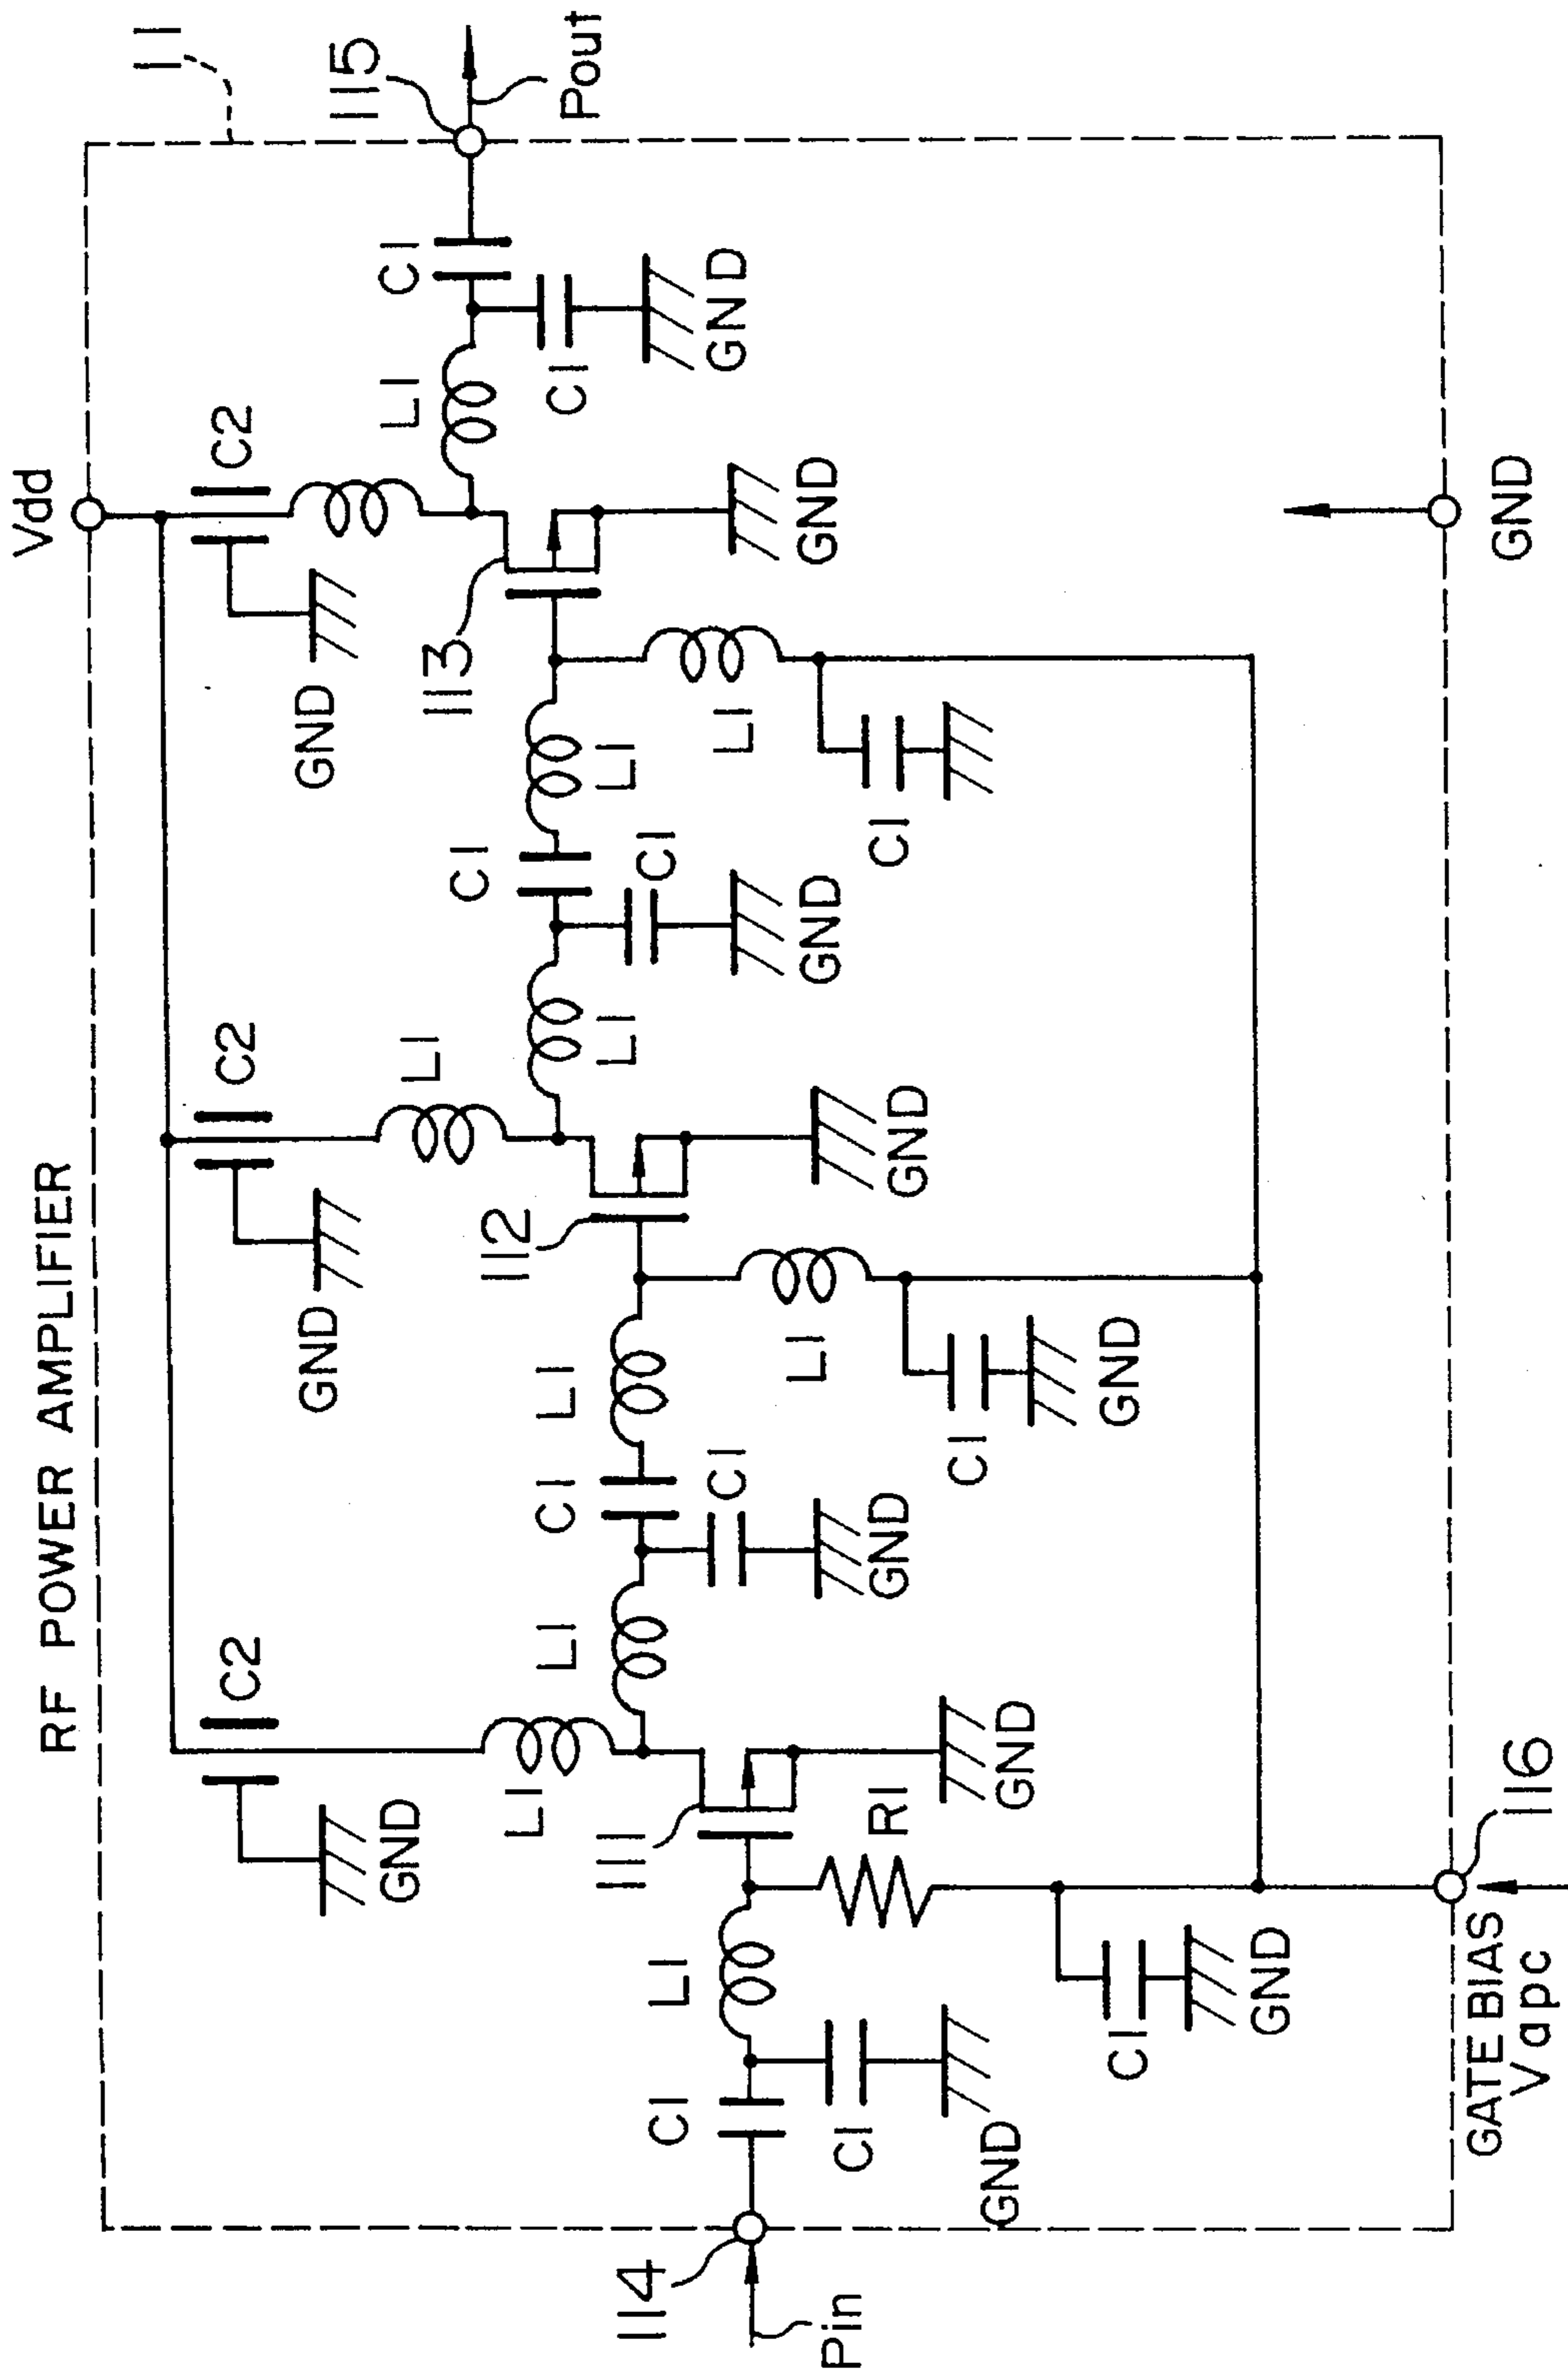 RF POWER AMPLIFIER
Vdd
11
C2
C2
C2
GND
GND
GND
L1
L1
111
112
113
C1
L1
L1
C1
L1
L1
C1
L1
L1
C1
115
Pout
114
Pin
C1
GND
R1
GND
C1
GND
C1
GND
L1
C1
GND
GND
C1
GND
L1
C1
GND
C1
GND
C1
GND
GATE BIAS
Vapc
116
GND